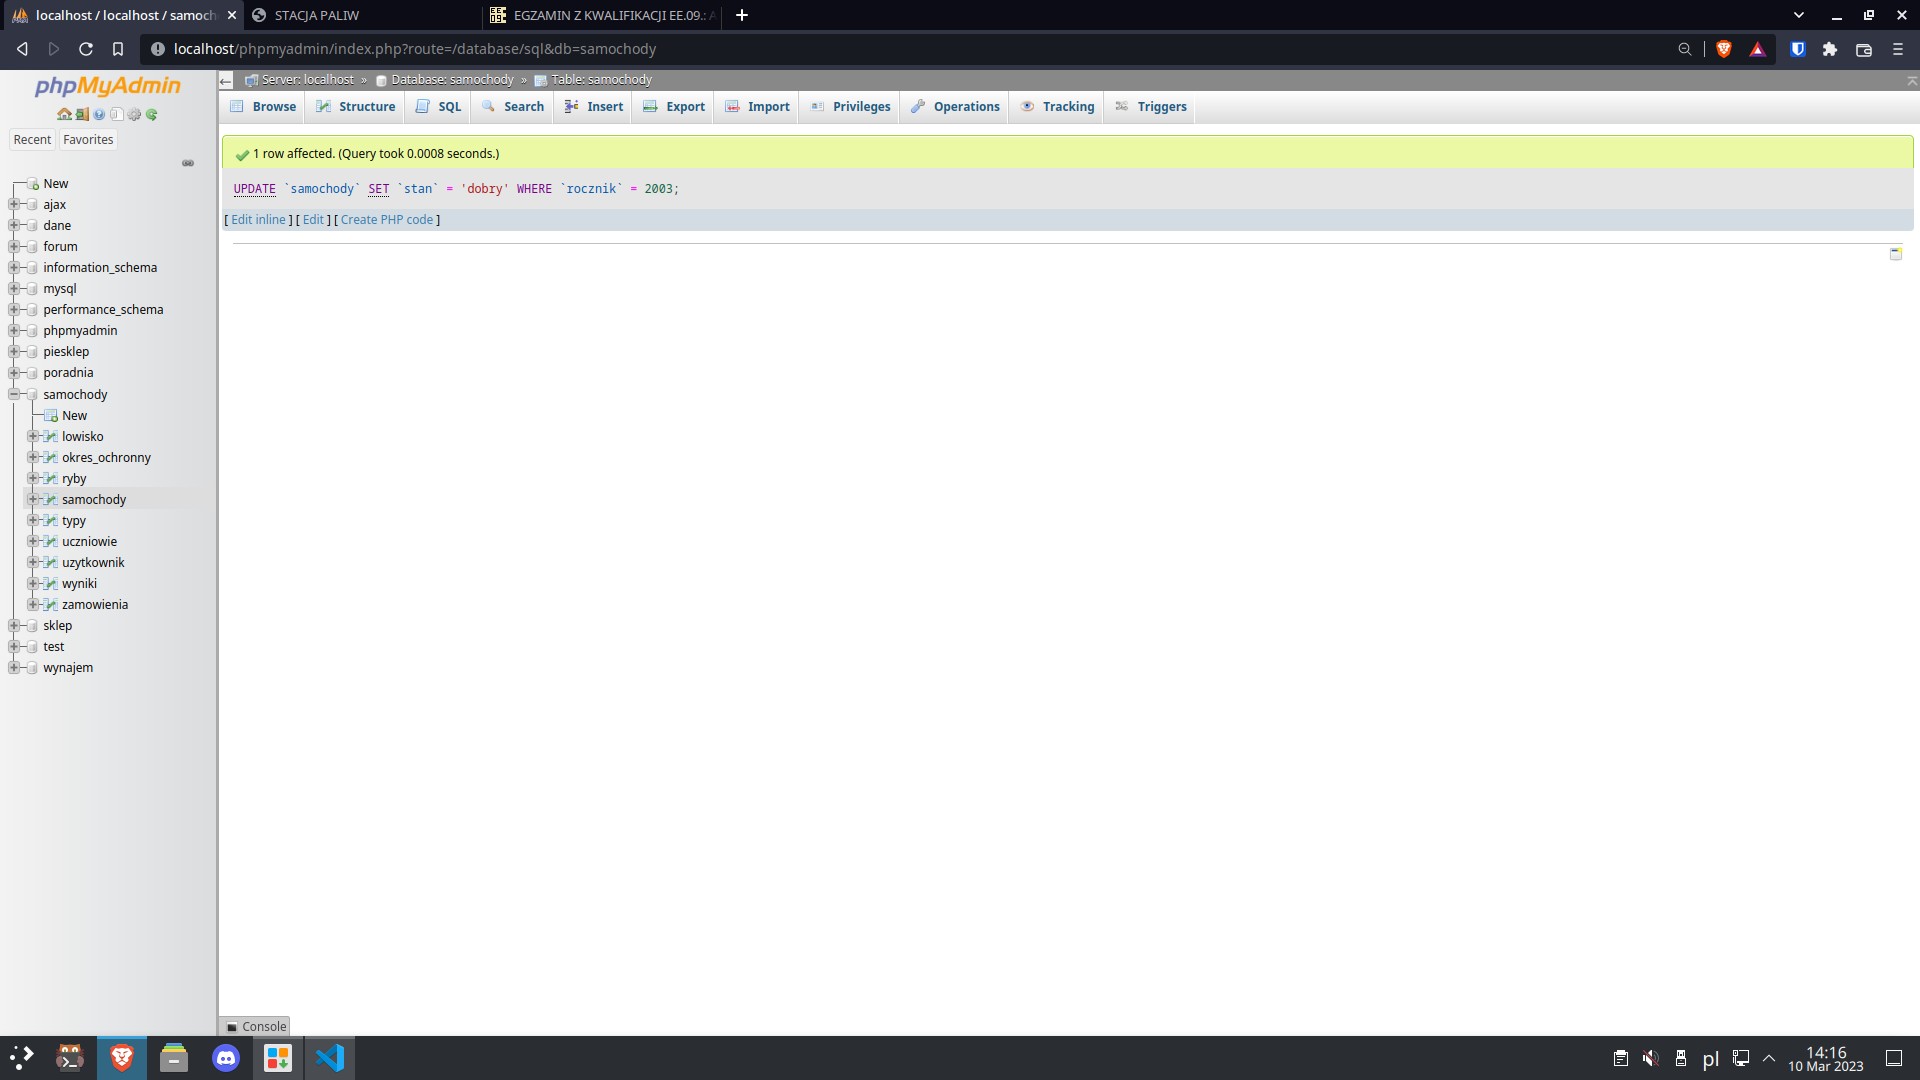 localhost / localhost / samoch
STACJA PALIW
EGZAMIN Z KWALIFIKACJI EE.09.: A
localhost/phpmyadmin/index.php?route=/database/sql&db=samochody
phpMyAdmin
Recent
Favorites
New
ajax
dane
forum
information_schema
mysql
performance_schema
phpmyadmin
piesklep
poradnia
samochody
New
lowisko
okres_ochronny
ryby
samochody
typy
uczniowie
uzytkownik
wyniki
zamowienia
sklep
test
wynajem
Server: localhost » Database: samochody » Table: samochody
Browse Structure SQL Search Insert Export Import Privileges Operations Tracking Triggers
1 row affected. (Query took 0.0008 seconds.)
UPDATE `samochody` SET `stan` = 'dobry' WHERE `rocznik` = 2003;
[ Edit inline ] [ Edit ] [ Create PHP code ]
Console
pl
14:16
10 Mar 2023